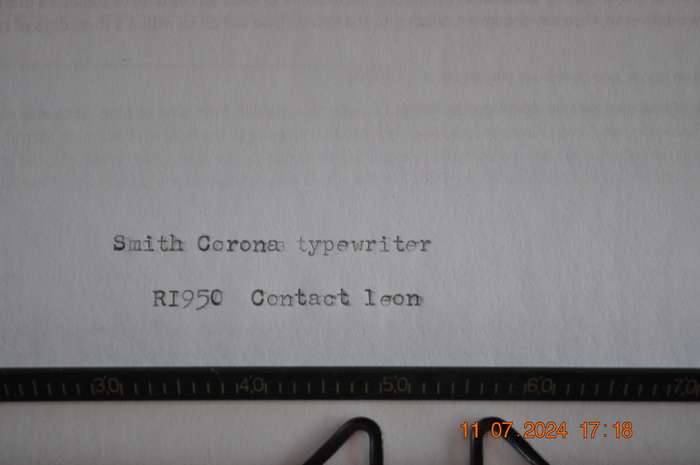 Smith Corona typewriter
RI950 Contact leon
30 40 50 60 70
11 07 2024 17:18